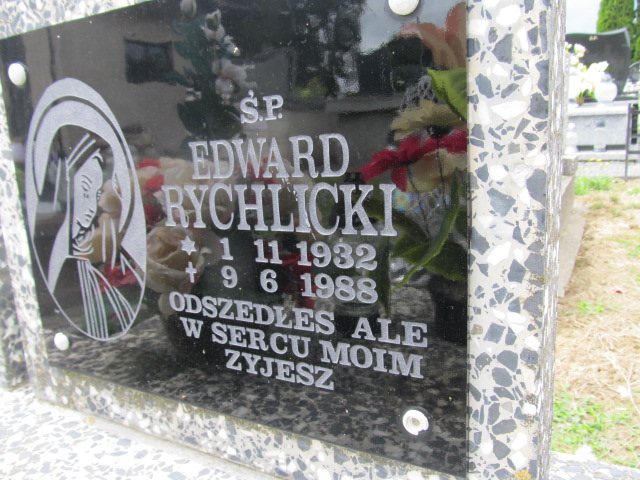 Ś.P.
EDWARD
RYCHLICKI
1 11 1932
✝ 9 6 1988
ODSZEDŁEŚ ALE
W SERCU MOIM
ŻYJESZ